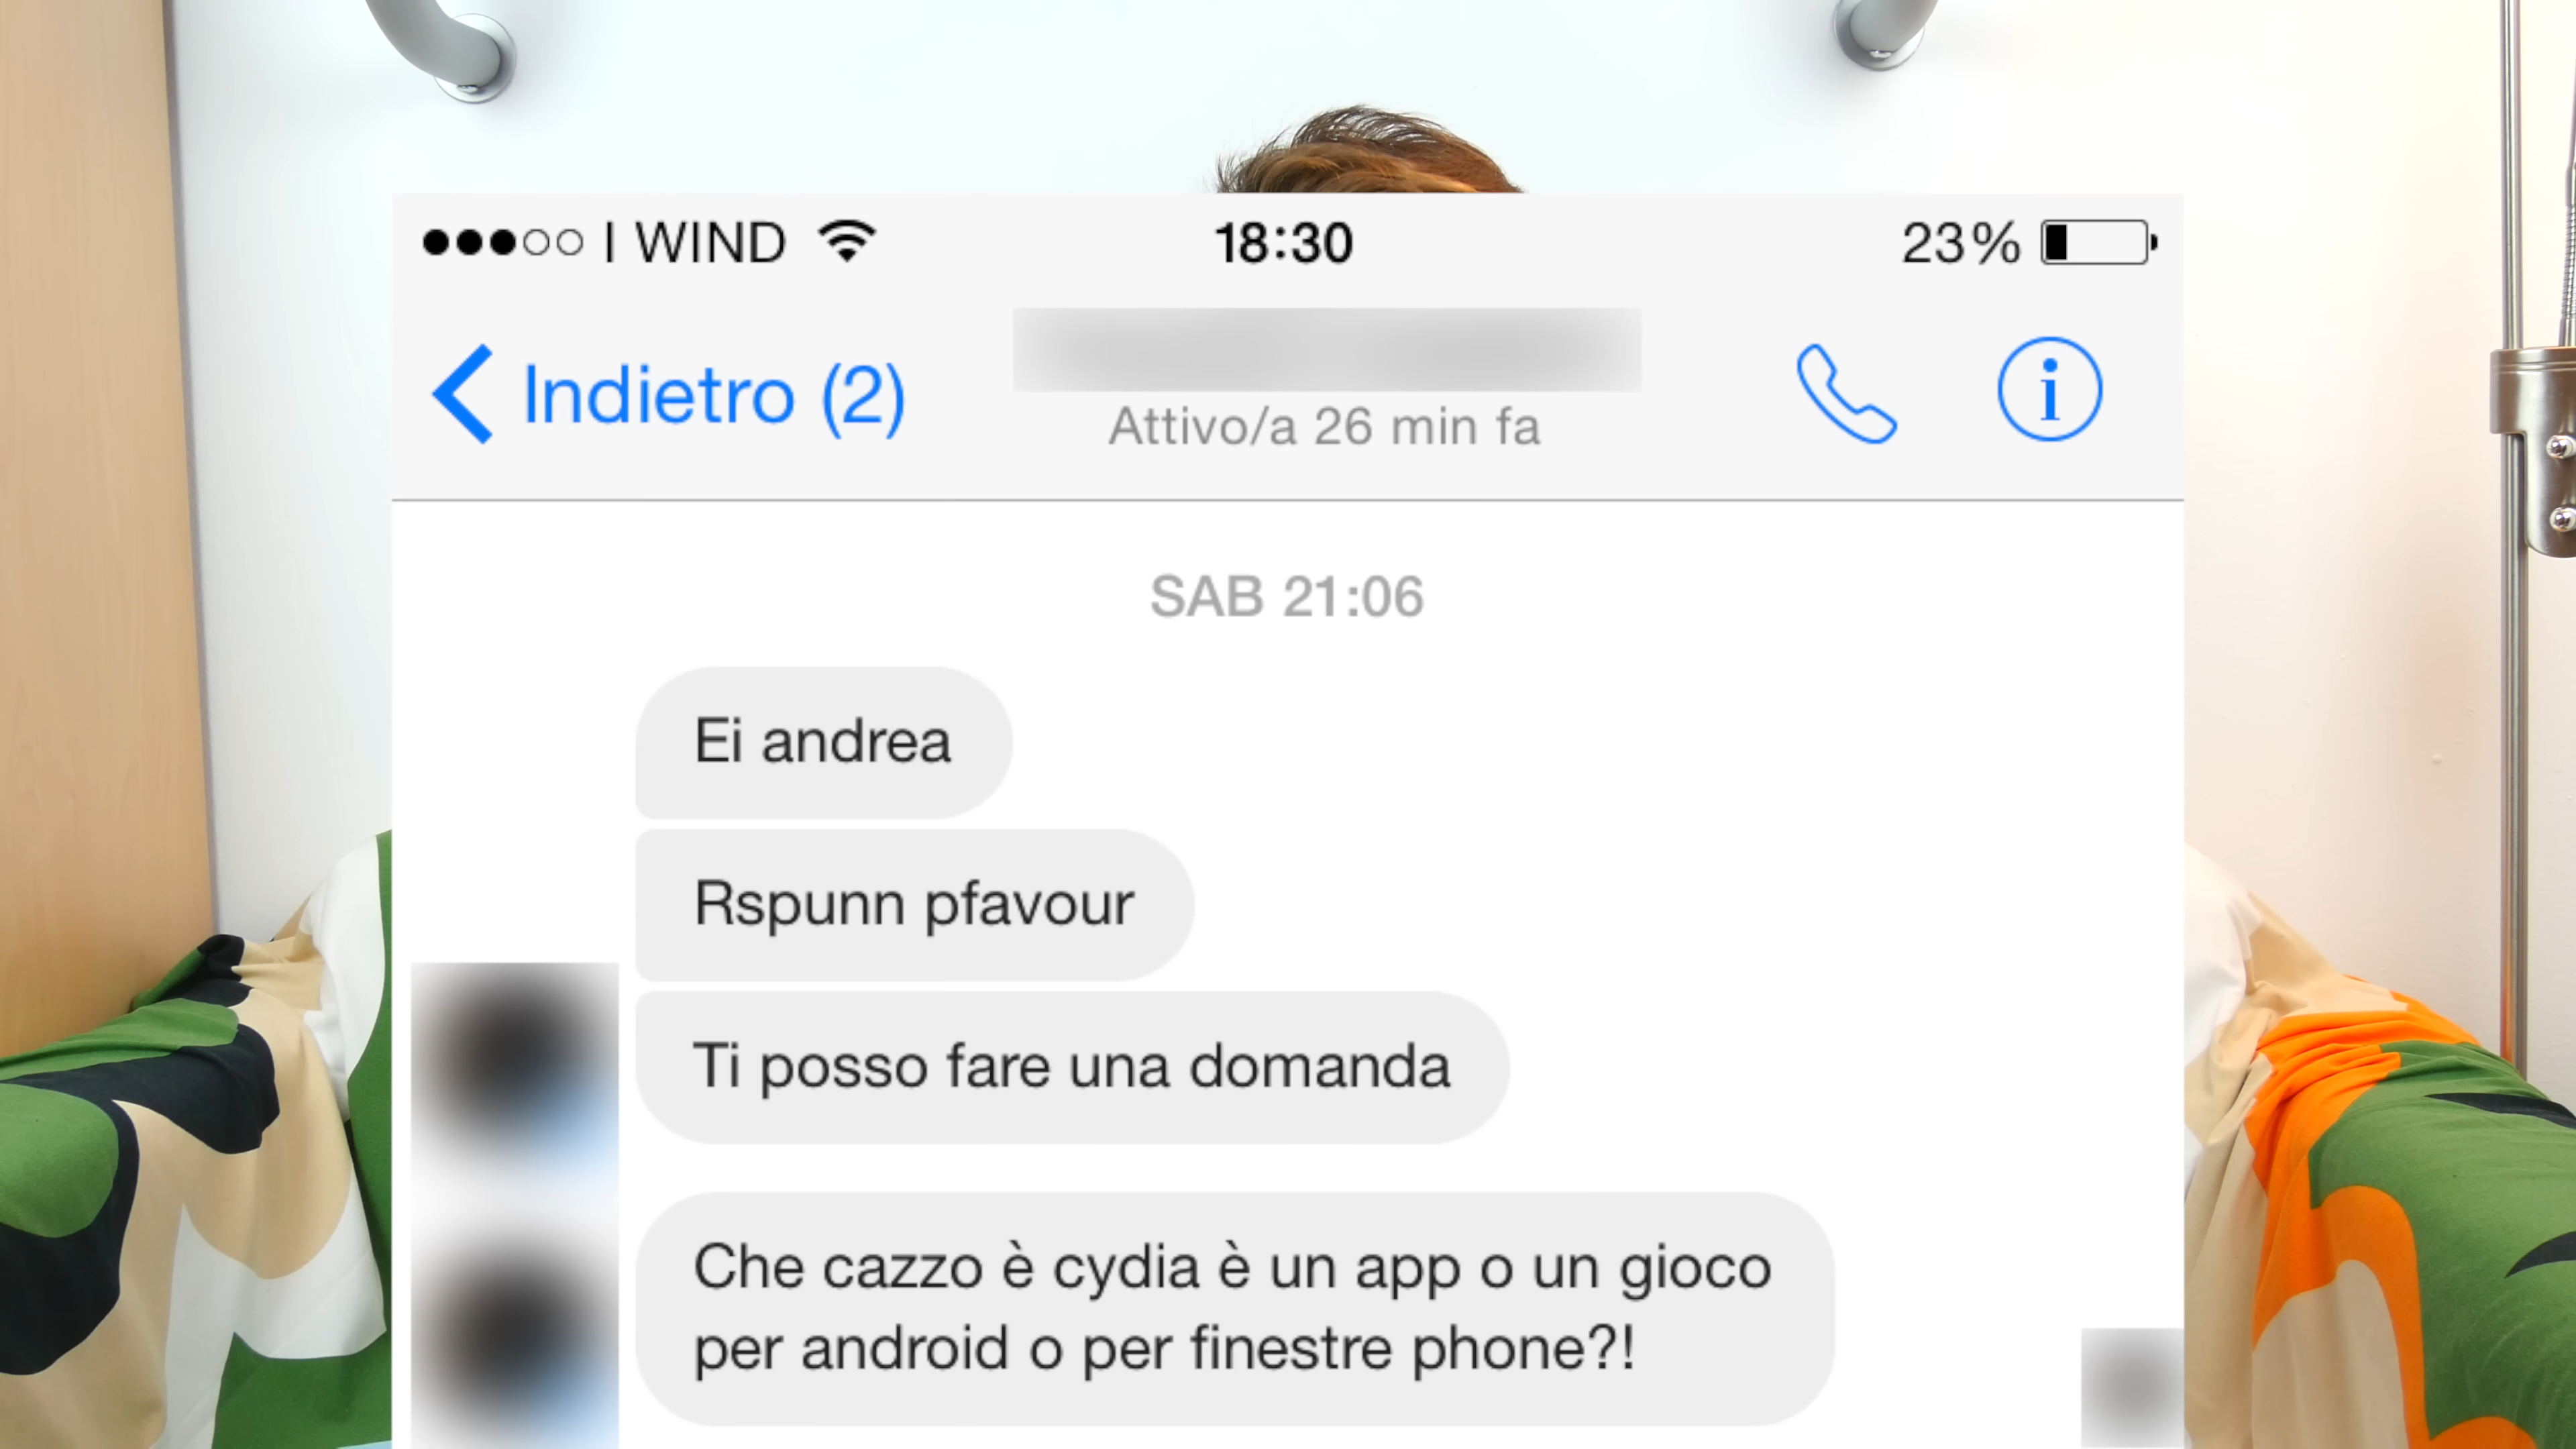 I WIND
18:30
23%
Indietro (2)
Attivo/a 26 min fa
SAB 21:06
Ei andrea
Rspunn pfavour
Ti posso fare una domanda
Che cazzo è cydia è un app o un gioco
per android o per finestre phone?!